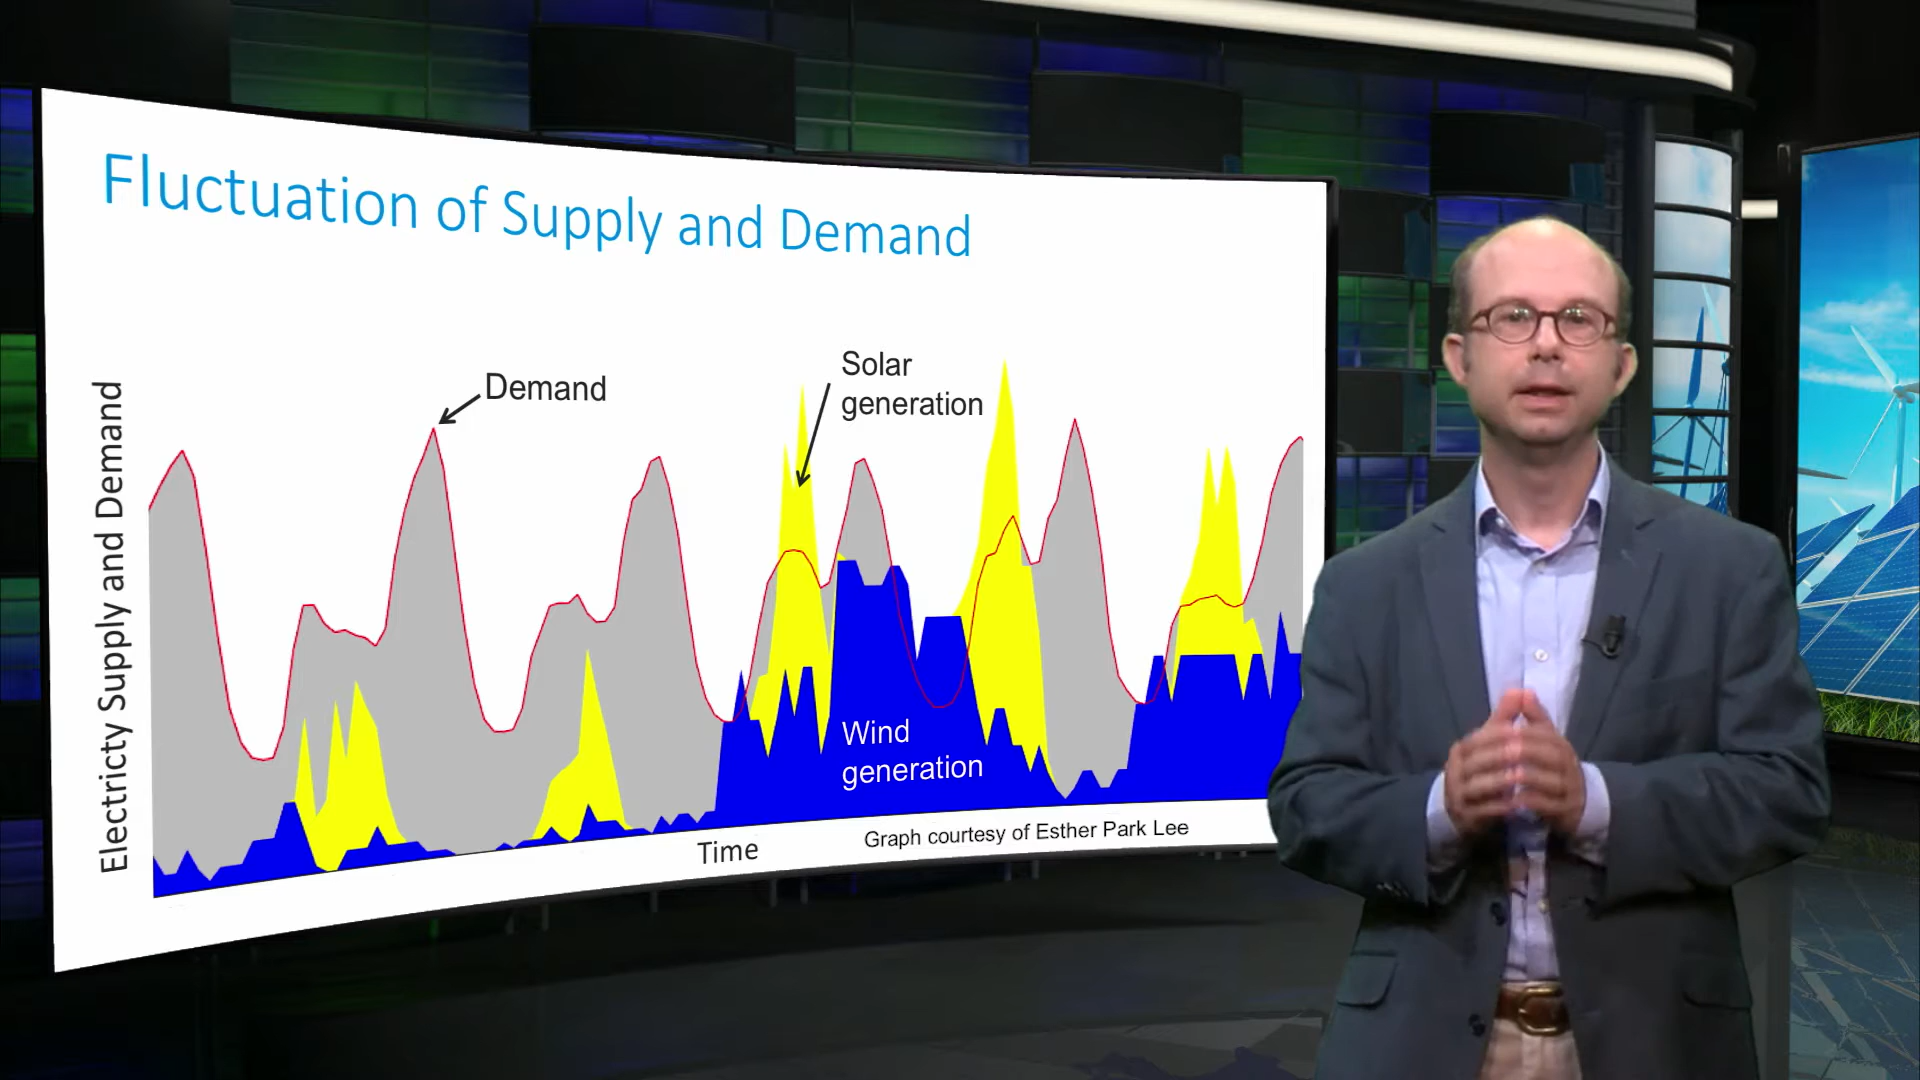 Fluctuation of Supply and Demand
Electricty Supply and Demand
Demand
Solar
generation
Wind
generation
Time
Graph courtesy of Esther Park Lee